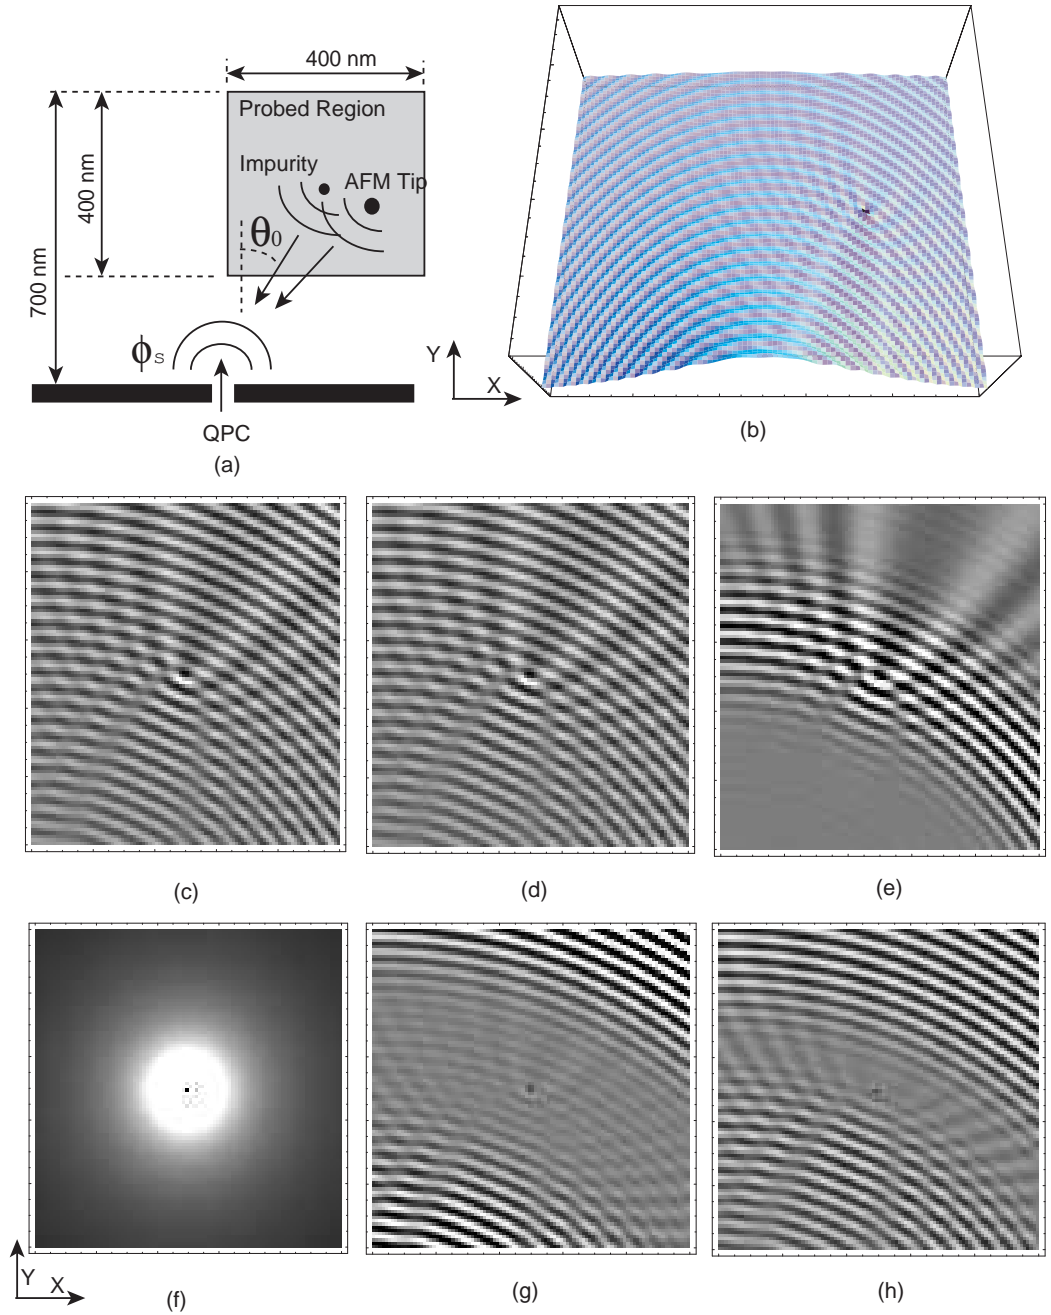 400 nm
Probed Region
Impurity
AFM Tip
400 nm
700 nm
θ0
ϕs
QPC
(a)
Y
X
(b)
(c)
(d)
(e)
Y
X
(f)
(g)
(h)